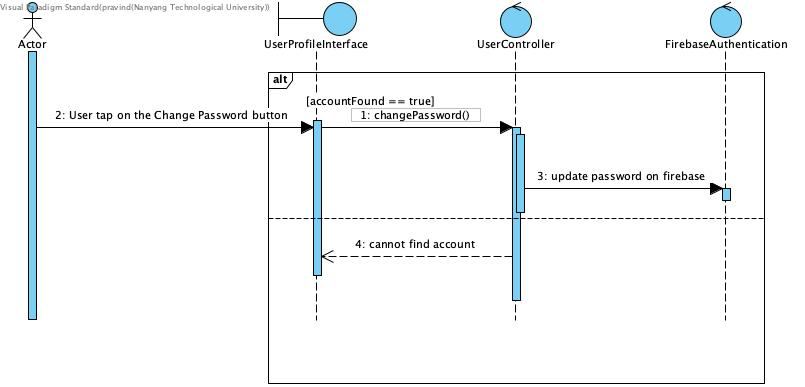 Visual Paradigm Standard(pravind(Nanyang Technological University))
Actor
UserProfileInterface
UserController
FirebaseAuthentication
alt
[accountFound == true]
2: User tap on the Change Password button
1: changePassword()
3: update password on firebase
4: cannot find account